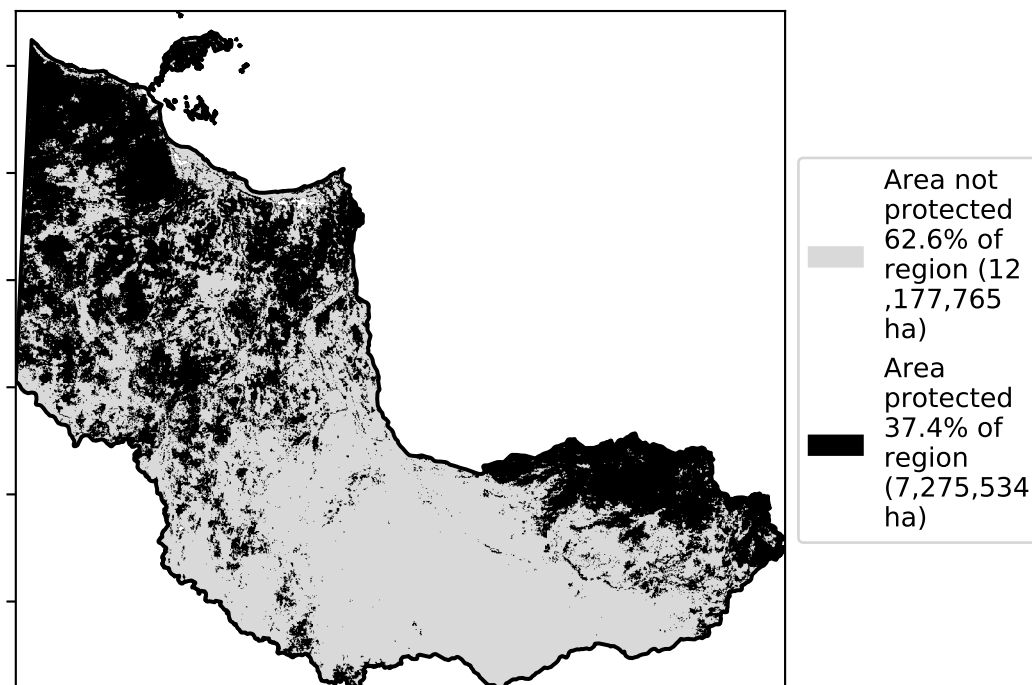 Area not
protected
62.6% of
region (12
,177,765
ha)
Area
protected
37.4% of
region
(7,275,534
ha)